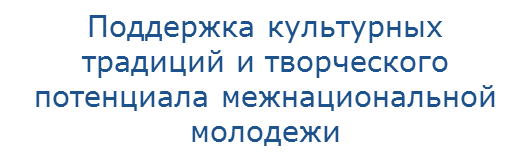 Поддержка культурных
традиций и творческого
потенциала межнациональной
молодежи